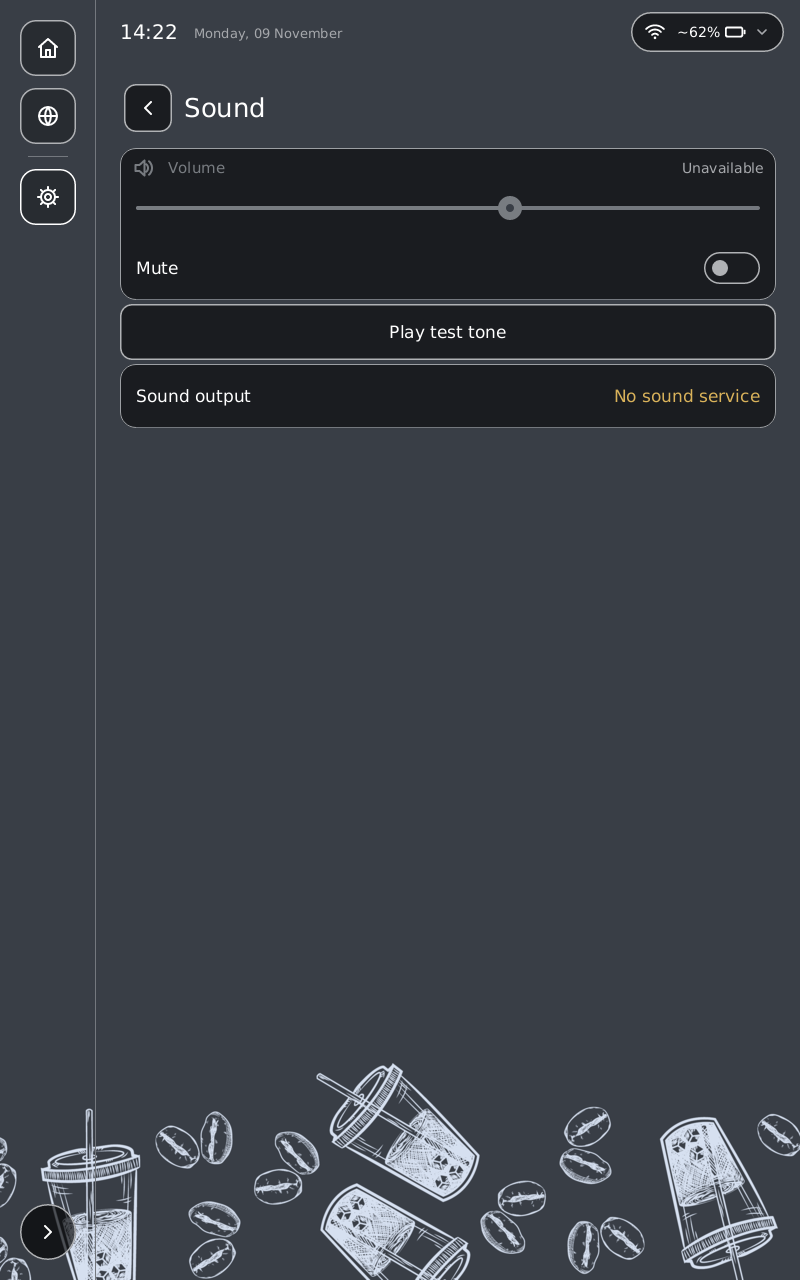 14:22 Monday, 09 November ~62%
Sound
Volume Unavailable
Mute
Play test tone
Sound output No sound service